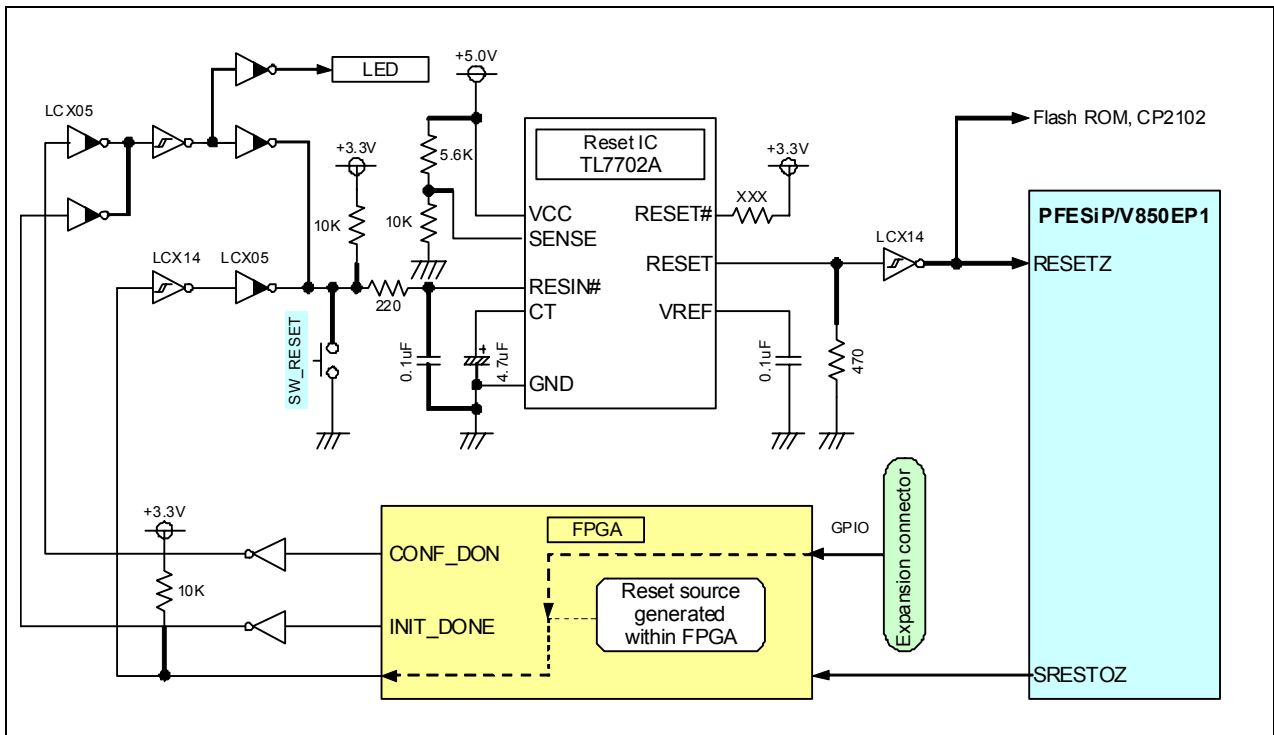 LED
+5.0V
LCX05
Flash ROM, CP2102
Reset IC
TL7702A
5.6K
+3.3V
+3.3V
XXX
PFESiP/V850EP1
VCC
RESET#
10K
10K
SENSE
LCX14
LCX14
LCX05
RESET
RESETZ
RESIN#
220
CT
VREF
SW_RESET
0.1uF
+
4.7uF
0.1uF
470
GND
+3.3V
FPGA
GPIO
Expansion connector
CONF_DON
10K
Reset source
generated
within FPGA
INIT_DONE
SRESTOZ